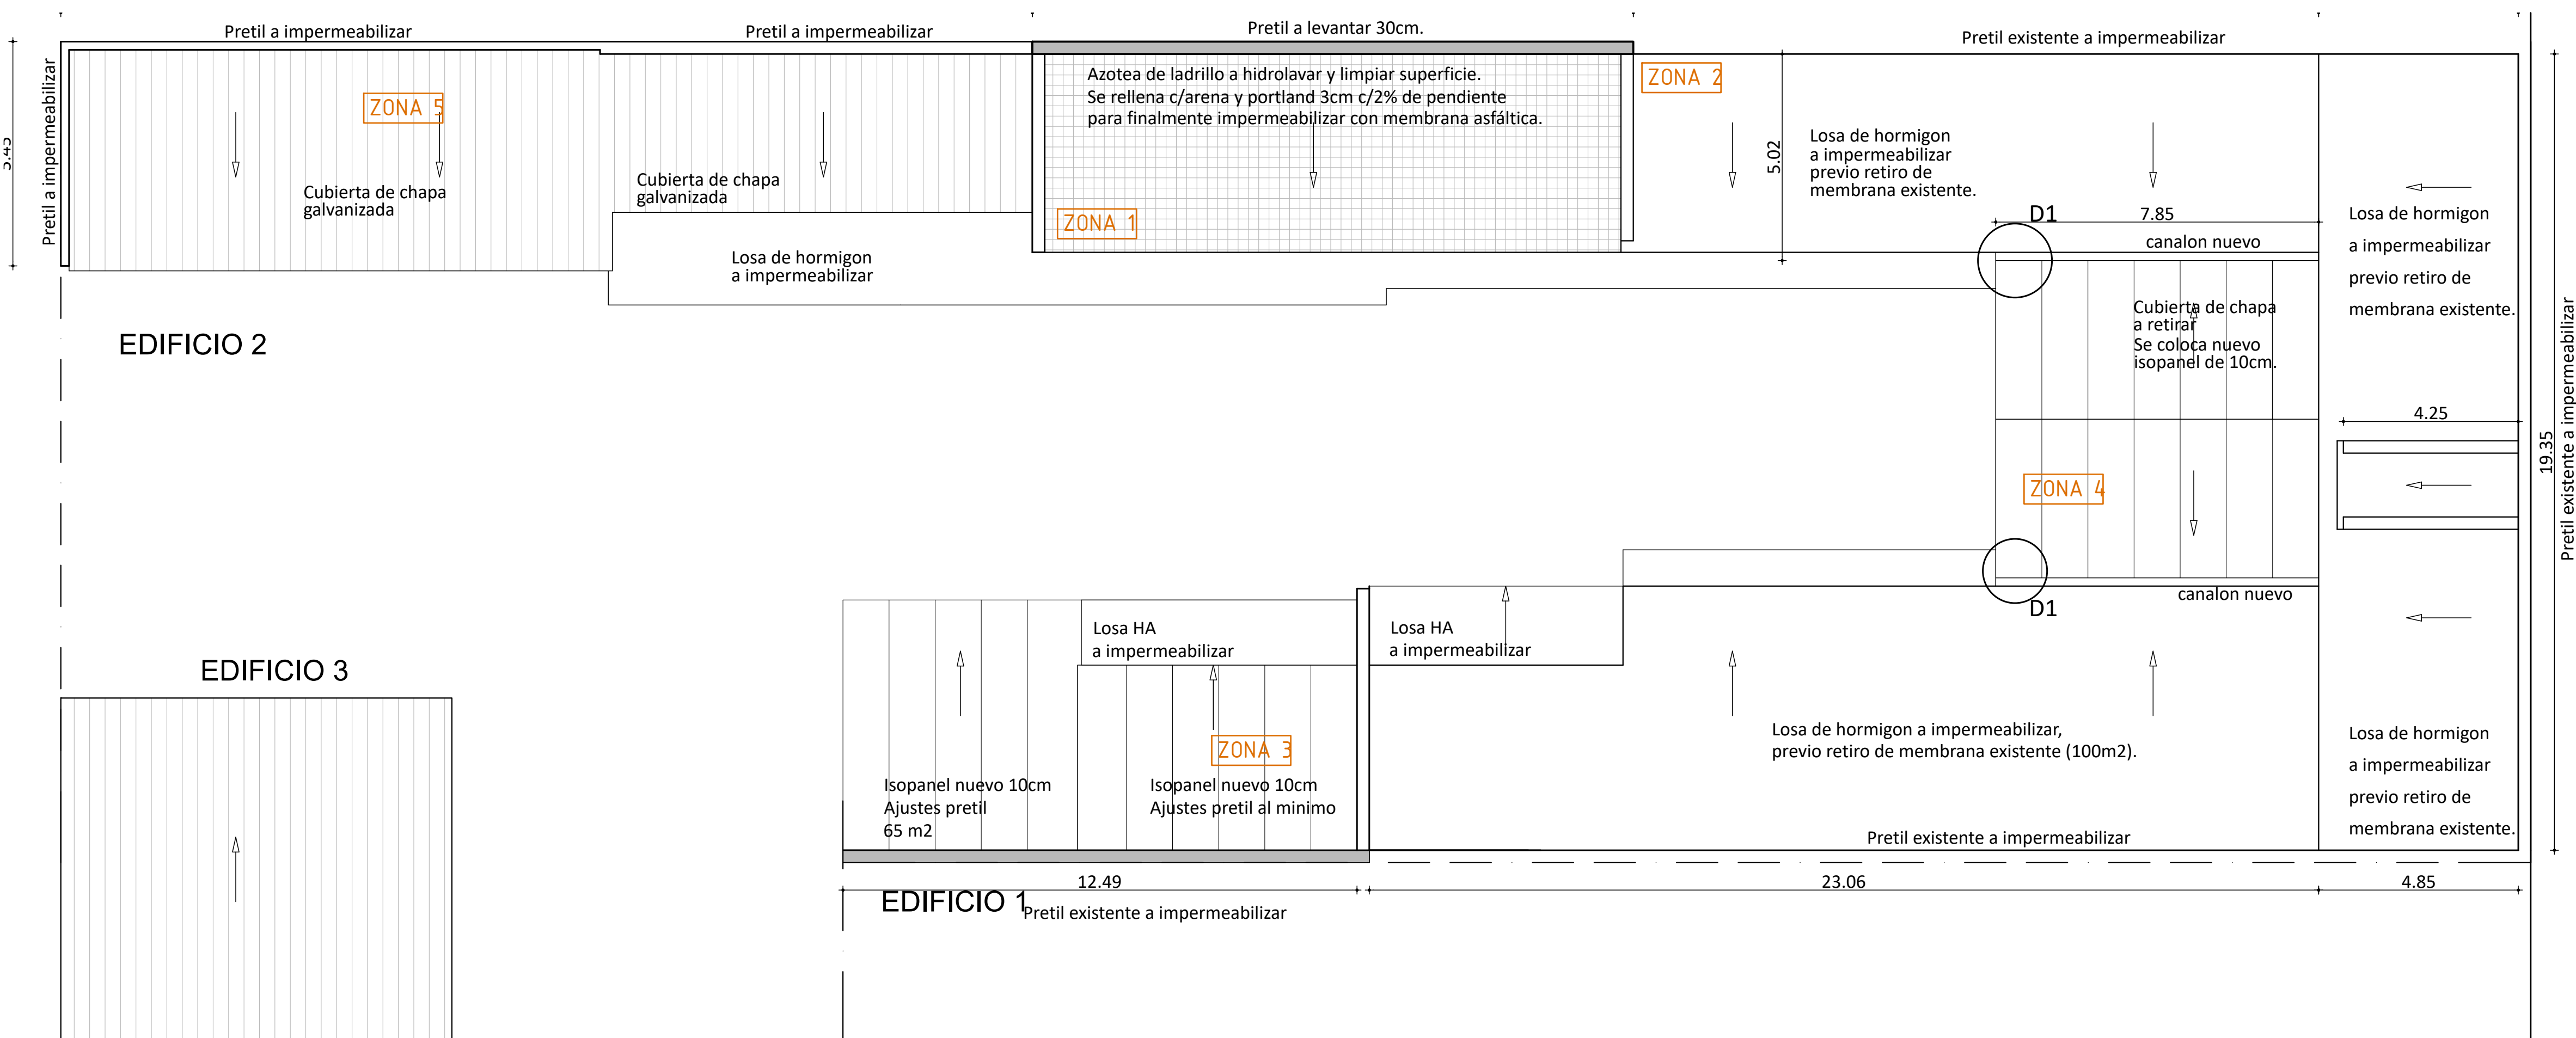 Pretil a impermeabilizar
Pretil a impermeabilizar
Pretil a levantar 30cm.
Pretil existente a impermeabilizar
Pretil a impermeabilizar
ZONA 5
Cubierta de chapa
galvanizada
Cubierta de chapa
galvanizada
Losa de hormigon
a impermeabilizar
Azotea de ladrillo a hidrolavar y limpiar superficie.
Se rellena c/arena y portland 3cm c/2% de pendiente
para finalmente impermeabilizar con membrana asfáltica.
ZONA 1
ZONA 2
5.02
Losa de hormigon
a impermeabilizar
previo retiro de
membrana existente.
D1
7.85
canalon nuevo
Losa de hormigon
a impermeabilizar
previo retiro de
membrana existente.
Cubierta de chapa
a retirar
Se coloca nuevo
isopanel de 10cm.
4.25
19.35
Pretil existente a impermeabilizar
ZONA 4
EDIFICIO 2
EDIFICIO 3
D1
canalon nuevo
Losa HA
a impermeabilizar
Losa HA
a impermeabilizar
ZONA 3
Isopanel nuevo 10cm
Ajustes pretil
65 m2
Isopanel nuevo 10cm
Ajustes pretil al minimo
Losa de hormigon a impermeabilizar,
previo retiro de membrana existente (100m2).
Losa de hormigon
a impermeabilizar
previo retiro de
membrana existente.
Pretil existente a impermeabilizar
12.49
23.06
4.85
EDIFICIO 1
Pretil existente a impermeabilizar